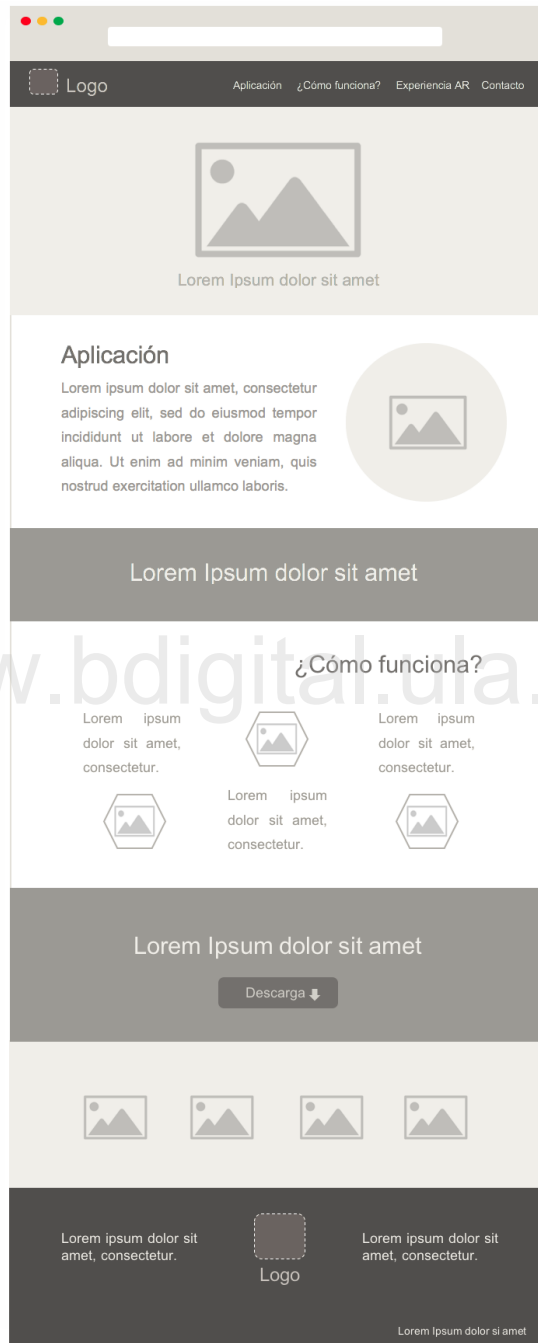 Logo
Aplicación ¿Cómo funciona? Experiencia AR Contacto
Lorem Ipsum dolor sit amet
Aplicación
Lorem ipsum dolor sit amet, consectetur
adipiscing elit, sed do eiusmod tempor
incididunt ut labore et dolore magna
aliqua. Ut enim ad minim veniam, quis
nostrud exercitation ullamco laboris.
Lorem Ipsum dolor sit amet
w.bdigital.ula.
¿Cómo funciona?
Lorem ipsum
dolor sit amet,
consectetur.
Lorem ipsum
dolor sit amet,
consectetur.
Lorem ipsum
dolor sit amet,
consectetur.
Lorem Ipsum dolor sit amet
Descarga
Lorem ipsum dolor sit
amet, consectetur.
Logo
Lorem ipsum dolor sit
amet, consectetur.
Lorem Ipsum dolor si amet